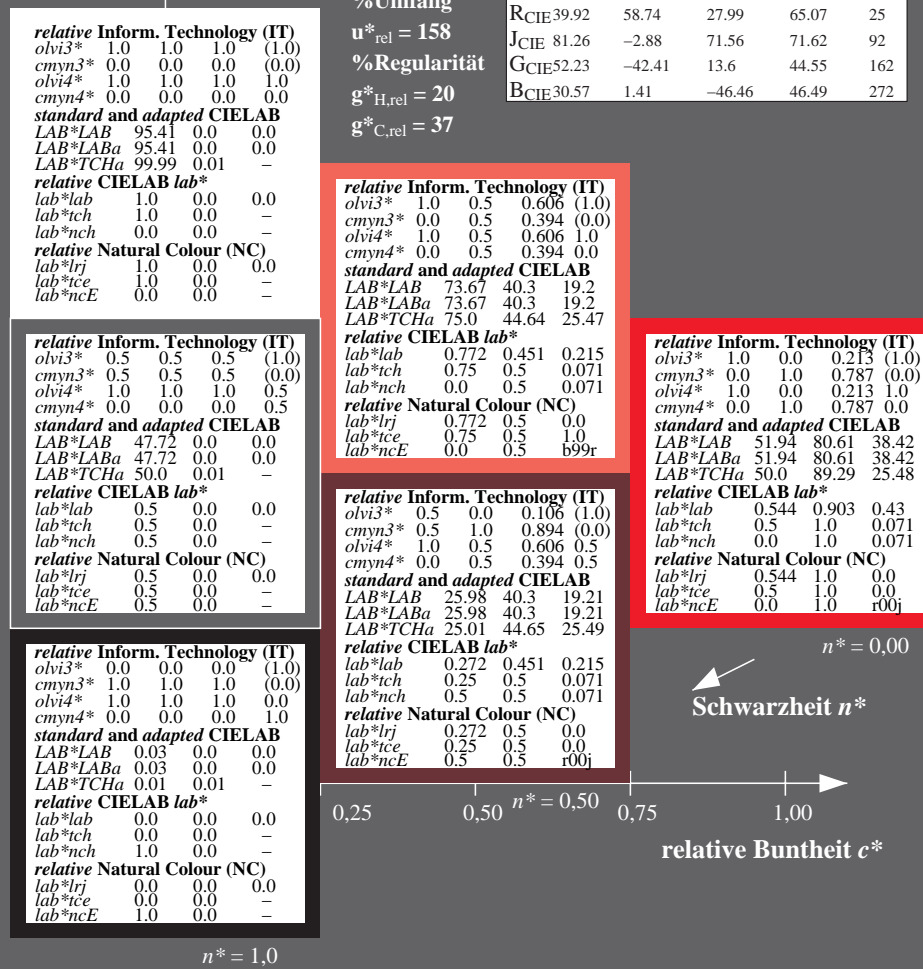 %Umfang
u*rel = 158
%Regularität
g*H,rel = 20
g*C,rel = 37
RCIE 39.92 58.74 27.99 65.07 25
JCIE 81.26 −2.88 71.56 71.62 92
GCIE 52.23 −42.41 13.6 44.55 162
BCIE 30.57 1.41 −46.46 46.49 272
relative Inform. Technology (IT)
olvi3* 1.0 1.0 1.0 (1.0)
cmyn3* 0.0 0.0 0.0 (0.0)
olvi4* 1.0 1.0 1.0 1.0
cmyn4* 0.0 0.0 0.0 0.0
standard and adapted CIELAB
LAB*LAB 95.41 0.0 0.0
LAB*LABa 95.41 0.0 0.0
LAB*TCHa 99.99 0.01 –
relative CIELAB lab*
lab*lab 1.0 0.0 0.0
lab*tch 1.0 0.0 –
lab*nch 0.0 0.0 –
relative Natural Colour (NC)
lab*lrj 1.0 0.0 0.0
lab*tce 1.0 0.0 –
lab*ncE 0.0 0.0 –
relative Inform. Technology (IT)
olvi3* 1.0 0.5 0.606 (1.0)
cmyn3* 0.0 0.5 0.394 (0.0)
olvi4* 1.0 0.5 0.606 1.0
cmyn4* 0.0 0.5 0.394 0.0
standard and adapted CIELAB
LAB*LAB 73.67 40.3 19.2
LAB*LABa 73.67 40.3 19.2
LAB*TCHa 75.0 44.64 25.47
relative CIELAB lab*
lab*lab 0.772 0.451 0.215
lab*tch 0.75 0.5 0.071
lab*nch 0.0 0.5 0.071
relative Natural Colour (NC)
lab*lrj 0.772 0.5 0.0
lab*tce 0.75 0.5 1.0
lab*ncE 0.0 0.5 b99r
relative Inform. Technology (IT)
olvi3* 0.5 0.5 0.5 (1.0)
cmyn3* 0.5 0.5 0.5 (0.0)
olvi4* 1.0 1.0 1.0 0.5
cmyn4* 0.0 0.0 0.0 0.5
standard and adapted CIELAB
LAB*LAB 47.72 0.0 0.0
LAB*LABa 47.72 0.0 0.0
LAB*TCHa 50.0 0.01 –
relative CIELAB lab*
lab*lab 0.5 0.0 0.0
lab*tch 0.5 0.0 –
lab*nch 0.5 0.0 –
relative Natural Colour (NC)
lab*lrj 0.5 0.0 0.0
lab*tce 0.5 0.0 –
lab*ncE 0.5 0.0 –
relative Inform. Technology (IT)
olvi3* 1.0 0.0 0.213 (1.0)
cmyn3* 0.0 1.0 0.787 (0.0)
olvi4* 1.0 0.0 0.213 1.0
cmyn4* 0.0 1.0 0.787 0.0
standard and adapted CIELAB
LAB*LAB 51.94 80.61 38.42
LAB*LABa 51.94 80.61 38.42
LAB*TCHa 50.0 89.29 25.48
relative CIELAB lab*
lab*lab 0.544 0.903 0.43
lab*tch 0.5 1.0 0.071
lab*nch 0.0 1.0 0.071
relative Natural Colour (NC)
lab*lrj 0.544 1.0 0.0
lab*tce 0.5 1.0 0.0
lab*ncE 0.0 1.0 r00j
relative Inform. Technology (IT)
olvi3* 0.5 0.0 0.106 (1.0)
cmyn3* 0.5 1.0 0.894 (0.0)
olvi4* 1.0 0.5 0.606 0.5
cmyn4* 0.0 0.5 0.394 0.5
standard and adapted CIELAB
LAB*LAB 25.98 40.3 19.21
LAB*LABa 25.98 40.3 19.21
LAB*TCHa 25.01 44.65 25.49
relative CIELAB lab*
lab*lab 0.272 0.451 0.215
lab*tch 0.25 0.5 0.071
lab*nch 0.5 0.5 0.071
relative Natural Colour (NC)
lab*lrj 0.272 0.5 0.0
lab*tce 0.25 0.5 0.0
lab*ncE 0.5 0.5 r00j
relative Inform. Technology (IT)
olvi3* 0.0 0.0 0.0 (1.0)
cmyn3* 1.0 1.0 1.0 (0.0)
olvi4* 1.0 1.0 1.0 0.0
cmyn4* 0.0 0.0 0.0 1.0
standard and adapted CIELAB
LAB*LAB 0.03 0.0 0.0
LAB*LABa 0.03 0.0 0.0
LAB*TCHa 0.01 0.01 –
relative CIELAB lab*
lab*lab 0.0 0.0 0.0
lab*tch 0.0 0.0 –
lab*nch 1.0 0.0 –
relative Natural Colour (NC)
lab*lrj 0.0 0.0 0.0
lab*tce 0.0 0.0 –
lab*ncE 1.0 0.0 –
n* = 0,00
Schwarzheit n*
0,25 0,50 n* = 0,50 0,75 1,00
relative Buntheit c*
n* = 1,0